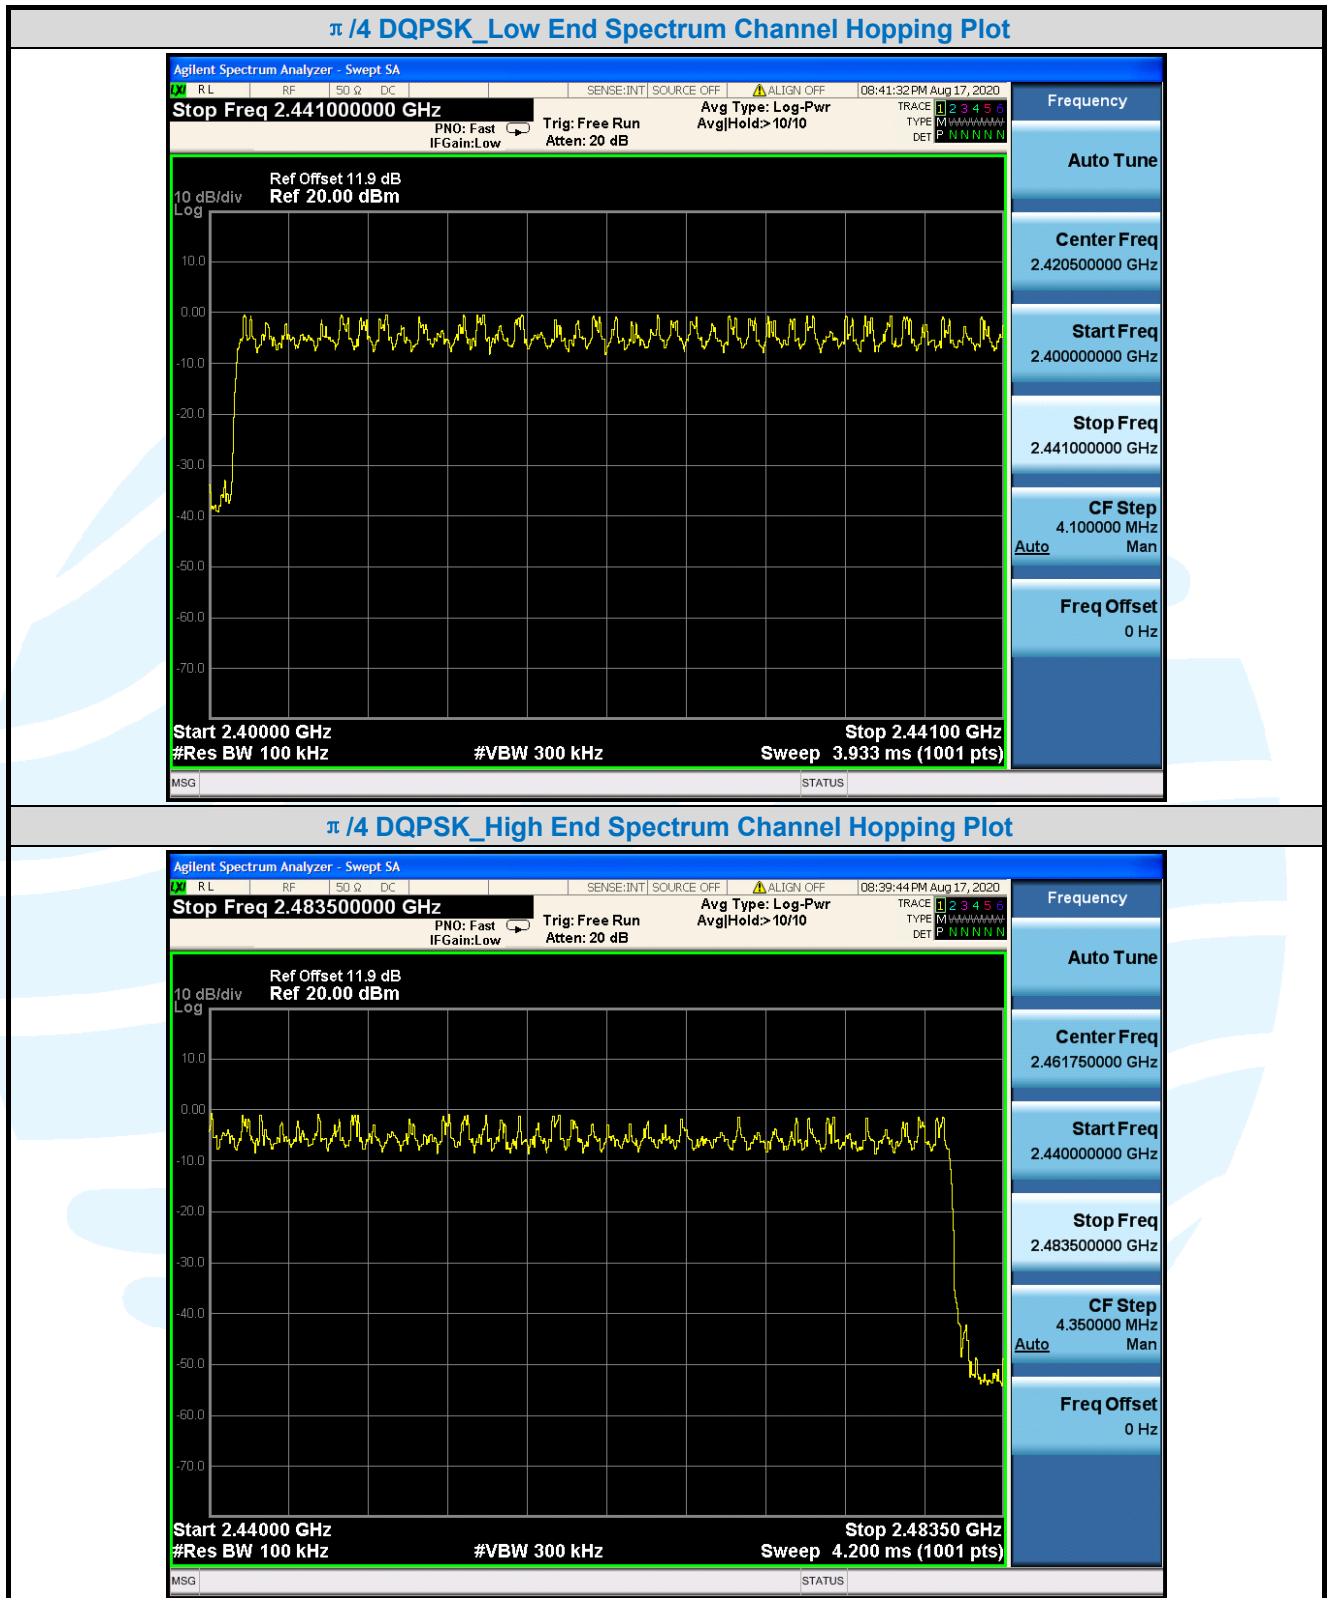 π/4 DQPSK_Low End Spectrum Channel Hopping Plot
Agilent Spectrum Analyzer - Swept SA
LXI RL RF 50 Ω DC SENSE:INT SOURCE OFF ALIGN OFF 08:41:32 PM Aug 17, 2020
Stop Freq 2.441000000 GHz
PNO: Fast
IFGain:Low
Trig: Free Run
Atten: 20 dB
Avg Type: Log-Pwr
Avg|Hold:>10/10
TRACE 1 2 3 4 5 6
TYPE M
DET P N N N N N
Frequency
Auto Tune
Ref Offset 11.9 dB
10 dB/div Ref 20.00 dBm
Log
10.0
0.00
-10.0
-20.0
-30.0
-40.0
-50.0
-60.0
-70.0
Center Freq
2.420500000 GHz
Start Freq
2.400000000 GHz
Stop Freq
2.441000000 GHz
CF Step
4.100000 MHz
Auto Man
Freq Offset
0 Hz
Start 2.40000 GHz Stop 2.44100 GHz
#Res BW 100 kHz #VBW 300 kHz Sweep 3.933 ms (1001 pts)
MSG STATUS
π/4 DQPSK_High End Spectrum Channel Hopping Plot
Agilent Spectrum Analyzer - Swept SA
LXI RL RF 50 Ω DC SENSE:INT SOURCE OFF ALIGN OFF 08:39:44 PM Aug 17, 2020
Stop Freq 2.483500000 GHz
PNO: Fast
IFGain:Low
Trig: Free Run
Atten: 20 dB
Avg Type: Log-Pwr
Avg|Hold:>10/10
TRACE 1 2 3 4 5 6
TYPE M
DET P N N N N N
Frequency
Auto Tune
Ref Offset 11.9 dB
10 dB/div Ref 20.00 dBm
Log
10.0
0.00
-10.0
-20.0
-30.0
-40.0
-50.0
-60.0
-70.0
Center Freq
2.461750000 GHz
Start Freq
2.440000000 GHz
Stop Freq
2.483500000 GHz
CF Step
4.350000 MHz
Auto Man
Freq Offset
0 Hz
Start 2.44000 GHz Stop 2.48350 GHz
#Res BW 100 kHz #VBW 300 kHz Sweep 4.200 ms (1001 pts)
MSG STATUS